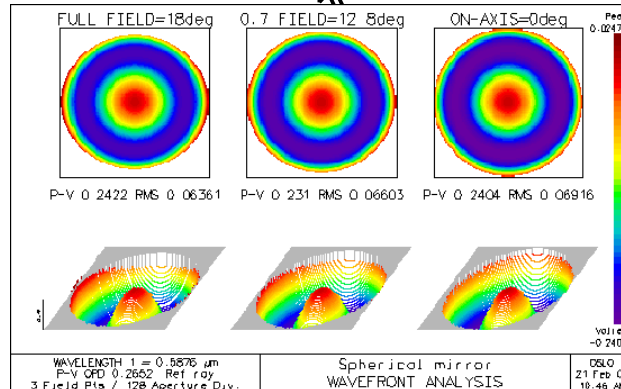 FULL FIELD=18deg
0.7 FIELD=12 8deg
ON-AXIS=0deg
0.0247
P-V 0 2422 RMS 0 06361
P-V 0 231 RMS 0 06603
P-V 0 2404 RMS 0 06916
-0 240
WAVELENGTH 1 = 0.5876 µm
P-V OPD 0.2652 Ref ray
3 Field Pts / 128 Aperture Div.
Spherical mirror
WAVEFRONT ANALYSIS
OSLO
21 Feb
10.46